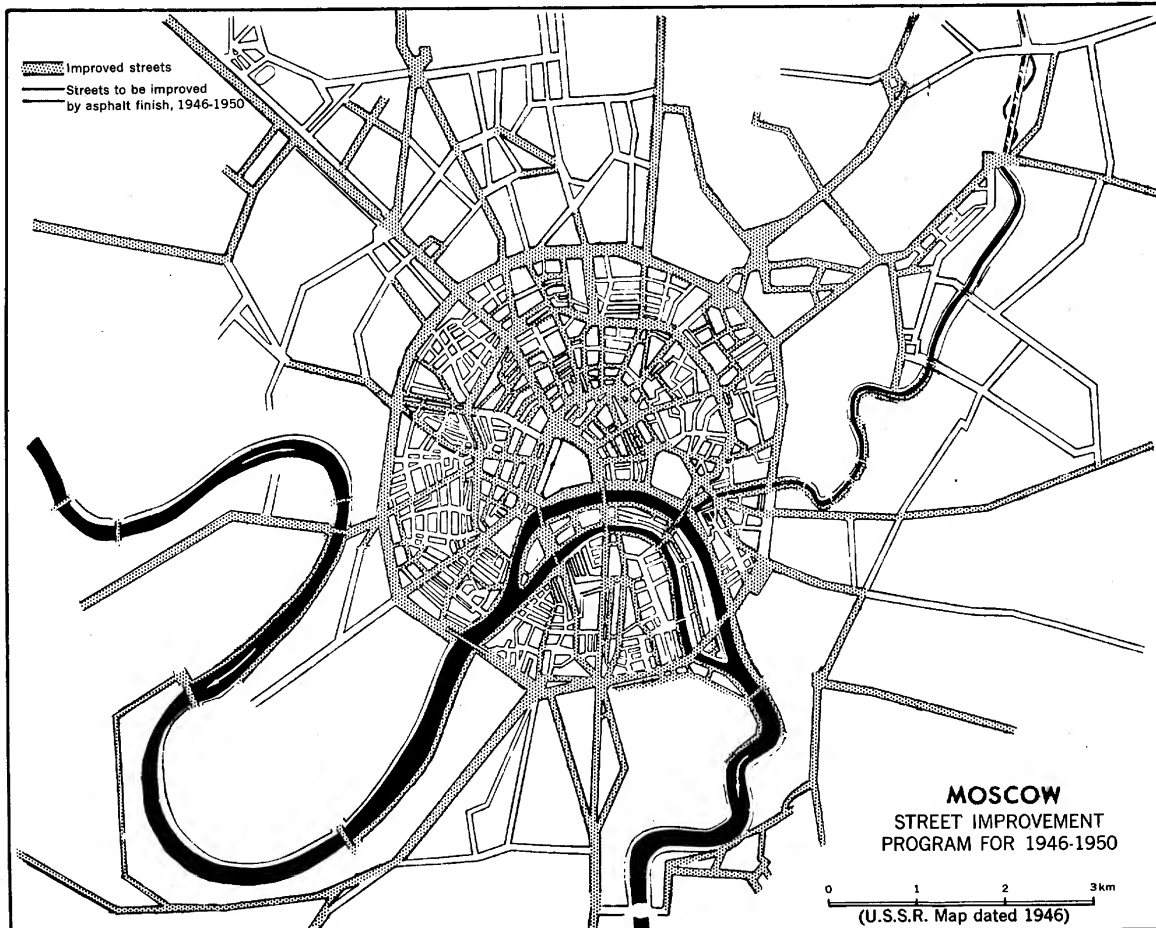 Improved streets
Streets to be improved
by asphalt finish, 1946-1950
MOSCOW
STREET IMPROVEMENT
PROGRAM FOR 1946-1950
0 1 2 3 km
(U.S.S.R. Map dated 1946)